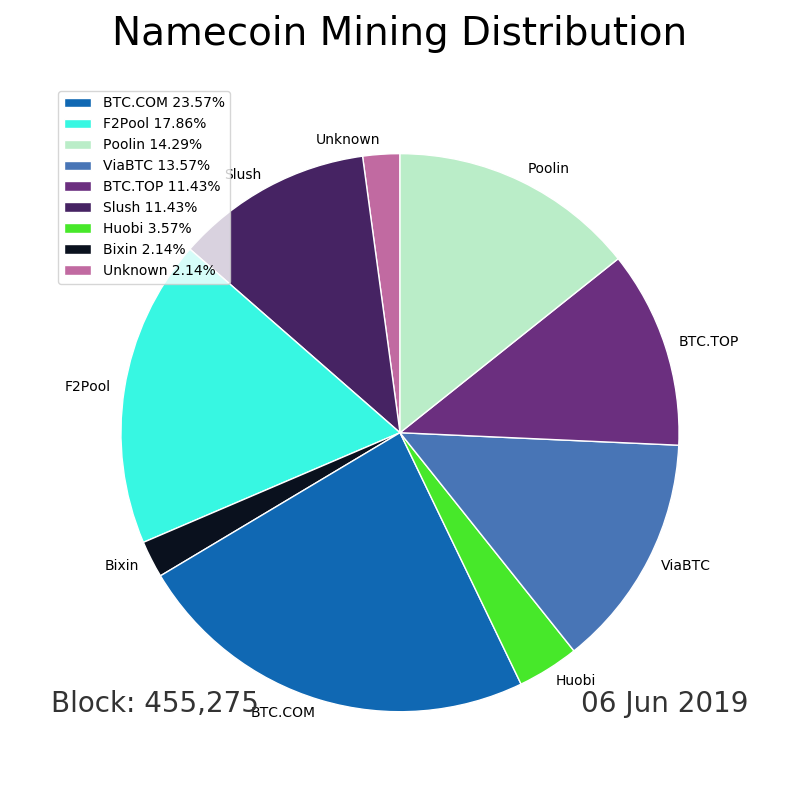 Namecoin Mining Distribution
BTC.COM 23.57%
F2Pool 17.86%
Poolin 14.29%
ViaBTC 13.57%
BTC.TOP 11.43%
Slush 11.43%
Huobi 3.57%
Bixin 2.14%
Unknown 2.14%
Unknown
Poolin
Slush
BTC.TOP
F2Pool
Bixin
ViaBTC
Huobi
BTC.COM
Block: 455,275
06 Jun 2019